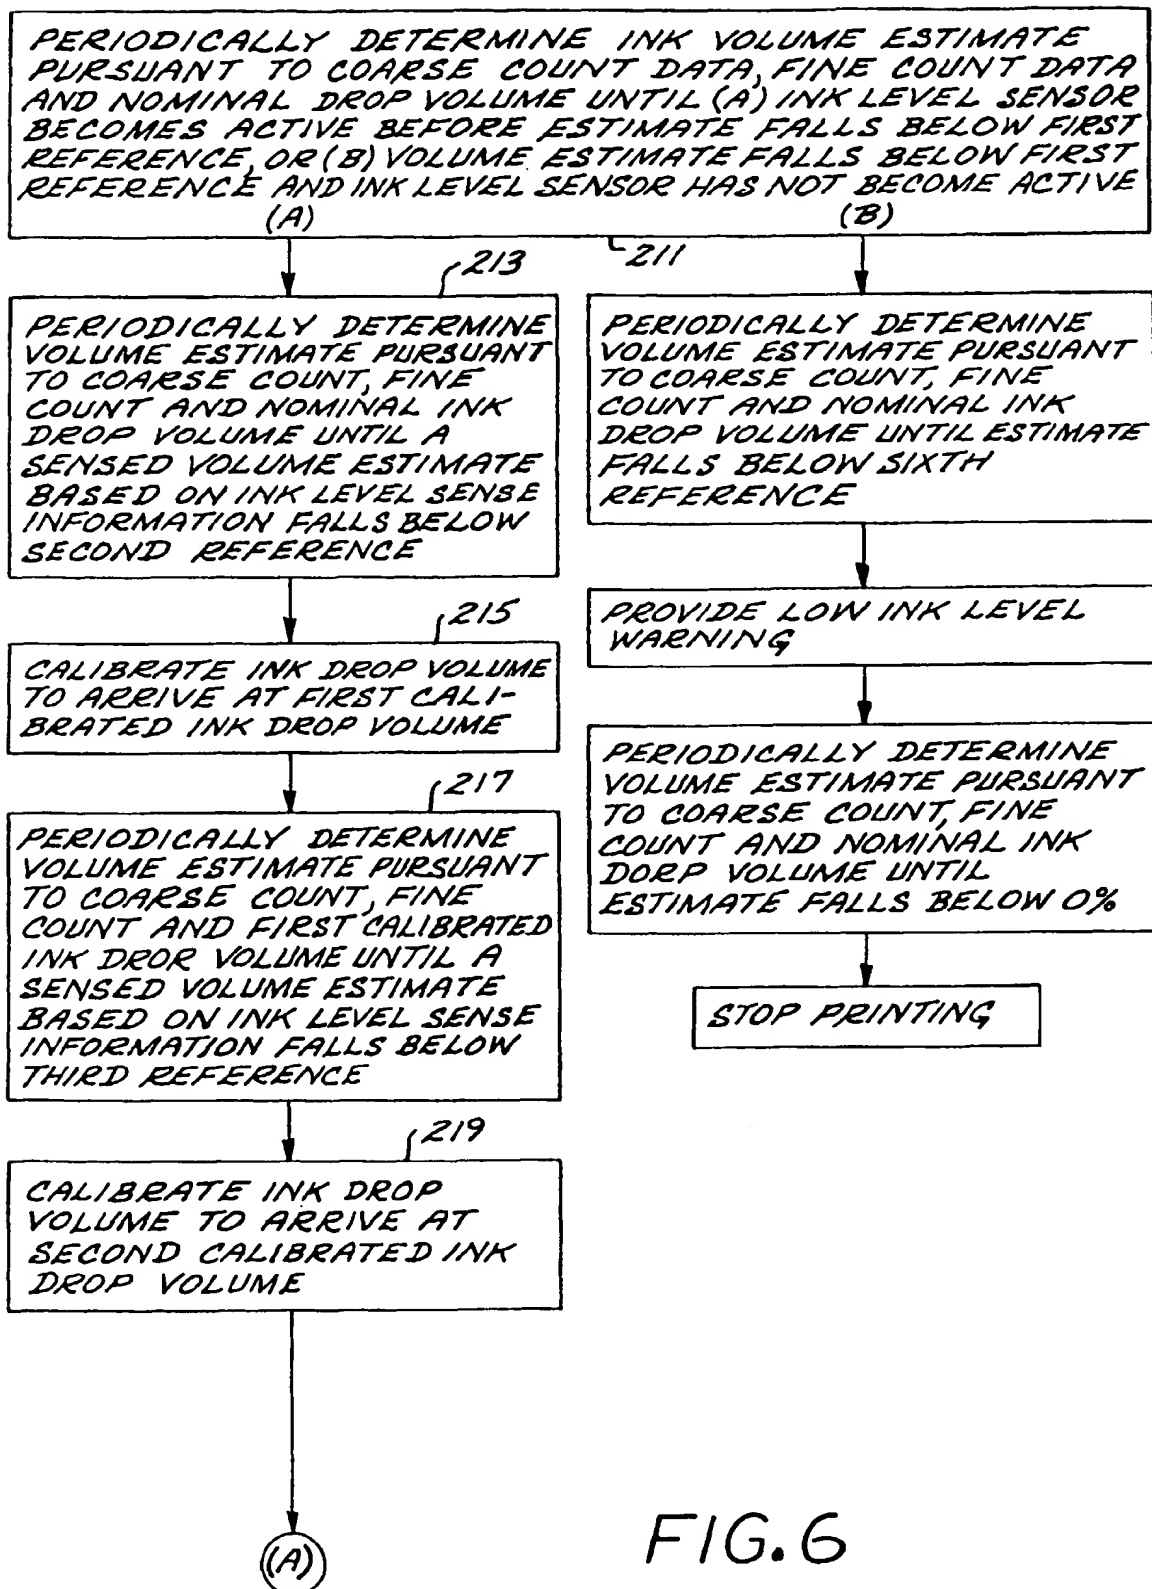 PERIODICALLY DETERMINE INK VOLUME ESTIMATE
PURSUANT TO COARSE COUNT DATA, FINE COUNT DATA
AND NOMINAL DROP VOLUME UNTIL (A) INK LEVEL SENSOR
BECOMES ACTIVE BEFORE ESTIMATE FALLS BELOW FIRST
REFERENCE, OR (B) VOLUME ESTIMATE FALLS BELOW FIRST
REFERENCE AND INK LEVEL SENSOR HAS NOT BECOME ACTIVE
(A)
(B)
211
213
PERIODICALLY DETERMINE
VOLUME ESTIMATE PURSUANT
TO COARSE COUNT, FINE
COUNT AND NOMINAL INK
DROP VOLUME UNTIL A
SENSED VOLUME ESTIMATE
BASED ON INK LEVEL SENSE
INFORMATION FALLS BELOW
SECOND REFERENCE
215
CALIBRATE INK DROP VOLUME
TO ARRIVE AT FIRST CALI-
BRATED INK DROP VOLUME
217
PERIODICALLY DETERMINE
VOLUME ESTIMATE PURSUANT
TO COARSE COUNT, FINE
COUNT AND FIRST CALIBRATED
INK DROR VOLUME UNTIL A
SENSED VOLUME ESTIMATE
BASED ON INK LEVEL SENSE
INFORMATION FALLS BELOW
THIRD REFERENCE
219
CALIBRATE INK DROP
VOLUME TO ARRIVE AT
SECOND CALIBRATED INK
DROP VOLUME
(A)
PERIODICALLY DETERMINE
VOLUME ESTIMATE PURSUANT
TO COARSE COUNT, FINE
COUNT AND NOMINAL INK
DROP VOLUME UNTIL ESTIMATE
FALLS BELOW SIXTH
REFERENCE
PROVIDE LOW INK LEVEL
WARNING
PERIODICALLY DETERMINE
VOLUME ESTIMATE PURSUANT
TO COARSE COUNT, FINE
COUNT AND NOMINAL INK
DORP VOLUME UNTIL
ESTIMATE FALLS BELOW 0%
STOP PRINTING
FIG. 6